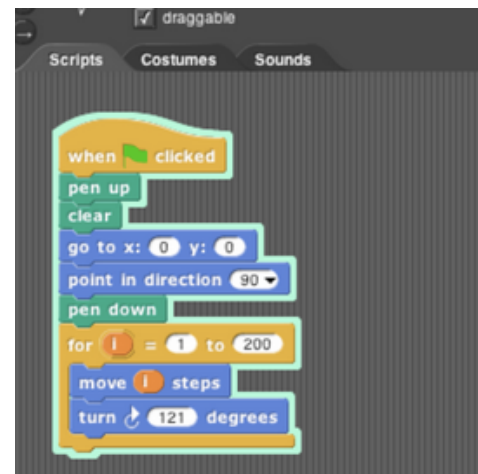 draggable
Scripts Costumes Sounds
when clicked
pen up
clear
go to x: 0 y: 0
point in direction 90
pen down
for i = 1 to 200
move i steps
turn 121 degrees